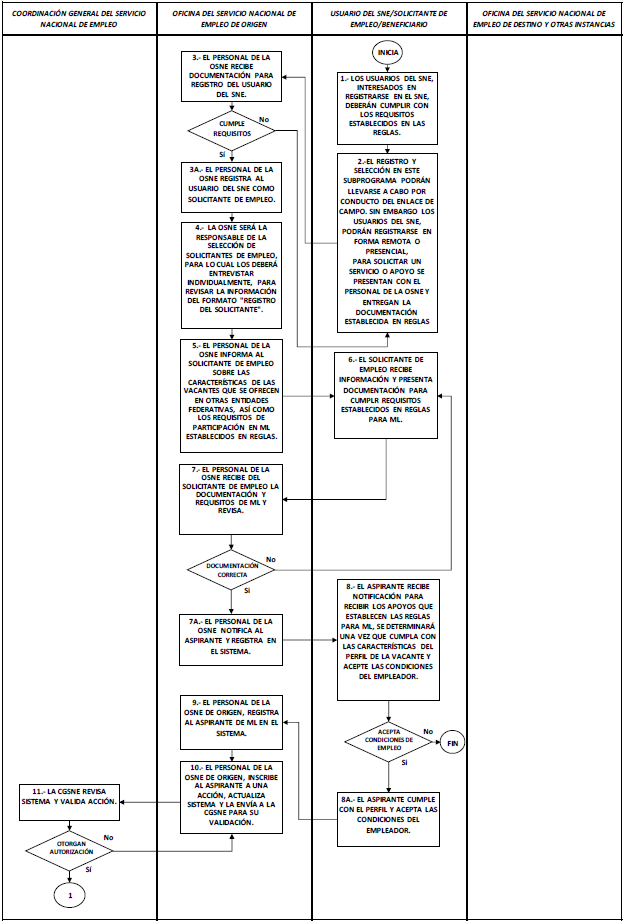 COORDINACIÓN GENERAL DEL SERVICIO
NACIONAL DE EMPLEO
OFICINA DEL SERVICIO NACIONAL DE
EMPLEO DE ORIGEN
USUARIO DEL SNE/SOLICITANTE DE
EMPLEO/BENEFICIARIO
OFICINA DEL SERVICIO NACIONAL DE
EMPLEO DE DESTINO Y OTRAS INSTANCIAS
INICIA
1.- LOS USUARIOS DEL SNE,
INTERESADOS EN
REGISTRARSE EN EL SNE,
DEBERÁN CUMPLIR CON
LOS REQUISITOS
ESTABLECIDOS EN LAS
REGLAS.
2.-EL REGISTRO Y
SELECCIÓN EN ESTE
SUBPROGRAMA PODRÁN
LLEVARSE A CABO POR
CONDUCTO DEL ENLACE DE
CAMPO. SIN EMBARGO LOS
USUARIOS DEL SNE,
PODRÁN REGISTRARSE EN
FORMA REMOTA O
PRESENCIAL,
PARA SOLICITAR UN
SERVICIO O APOYO SE
PRESENTAN CON EL
PERSONAL DE LA OSNE Y
ENTREGAN LA
DOCUMENTACIÓN
ESTABLECIDA EN REGLAS
3.- EL PERSONAL DE LA
OSNE RECIBE
DOCUMENTACIÓN PARA
REGISTRO DEL USUARIO
DEL SNE.
CUMPLE
REQUISITOS
No
Sí
3A.- EL PERSONAL DE LA
OSNE REGISTRA AL
USUARIO DEL SNE COMO
SOLICITANTE DE EMPLEO.
4.- LA OSNE SERÁ LA
RESPONSABLE DE LA
SELECCIÓN DE
SOLICITANTES DE EMPLEO,
PARA LO CUAL LOS DEBERÁ
ENTREVISTAR
INDIVIDUALMENTE, PARA
REVISAR LA INFORMACIÓN
DEL FORMATO "REGISTRO
DEL SOLICITANTE".
5.- EL PERSONAL DE LA
OSNE INFORMA AL
SOLICITANTE DE EMPLEO
SOBRE LAS
CARACTERÍSTICAS DE LAS
VACANTES QUE SE OFRECEN
EN OTRAS ENTIDADES
FEDERATIVAS, ASÍ COMO
LOS REQUISITOS DE
PARTICIPACIÓN EN ML
ESTABLECIDOS EN REGLAS.
6.- EL SOLICITANTE DE
EMPLEO RECIBE
INFORMACIÓN Y PRESENTA
DOCUMENTACIÓN PARA
CUMPLR REQUISITOS
ESTABLECIDOS EN REGLAS
PARA ML.
7.- EL PERSONAL DE LA
OSNE RECIBE DEL
SOLICITANTE DE EMPLEO LA
DOCUMENTACIÓN Y
REQUISITOS DE ML Y
REVISA.
DOCUMENTACIÓN
CORRECTA
No
Si
7A.- EL PERSONAL DE LA
OSNE NOTIFICA AL
ASPIRANTE Y REGISTRA EN
EL SISTEMA.
8.- EL ASPIRANTE RECIBE
NOTIFICACIÓN PARA
RECIBIR LOS APOYOS QUE
ESTABLECEN LAS REGLAS
PARA ML, SE DETERMINARÁ
UNA VEZ QUE CUMPLA CON
LAS CARACTERÍSTICAS DEL
PERFIL DE LA VACANTE Y
ACEPTE LAS CONDICIONES
DEL EMPLEADOR.
ACEPTA
CONDICIONES DE
EMPLEO
No
FIN
Si
8A.- EL ASPIRANTE CUMPLE
CON EL PERFIL Y ACEPTA LAS
CONDICIONES DEL
EMPLEADOR.
9.- EL PERSONAL DE LA
OSNE DE ORIGEN, REGISTRA
AL ASPIRANTE DE ML EN EL
SISTEMA.
10.- EL PERSONAL DE LA
OSNE DE ORIGEN, INSCRIBE
AL ASPIRANTE A UNA
ACCIÓN, ACTUALIZA
SISTEMA Y LA ENVÍA A LA
CGSNE PARA SU
VALIDACIÓN.
11.- LA CGSNE REVISA
SISTEMA Y VALIDA ACCIÓN.
OTORGAN
AUTORIZACIÓN
No
Sí
1